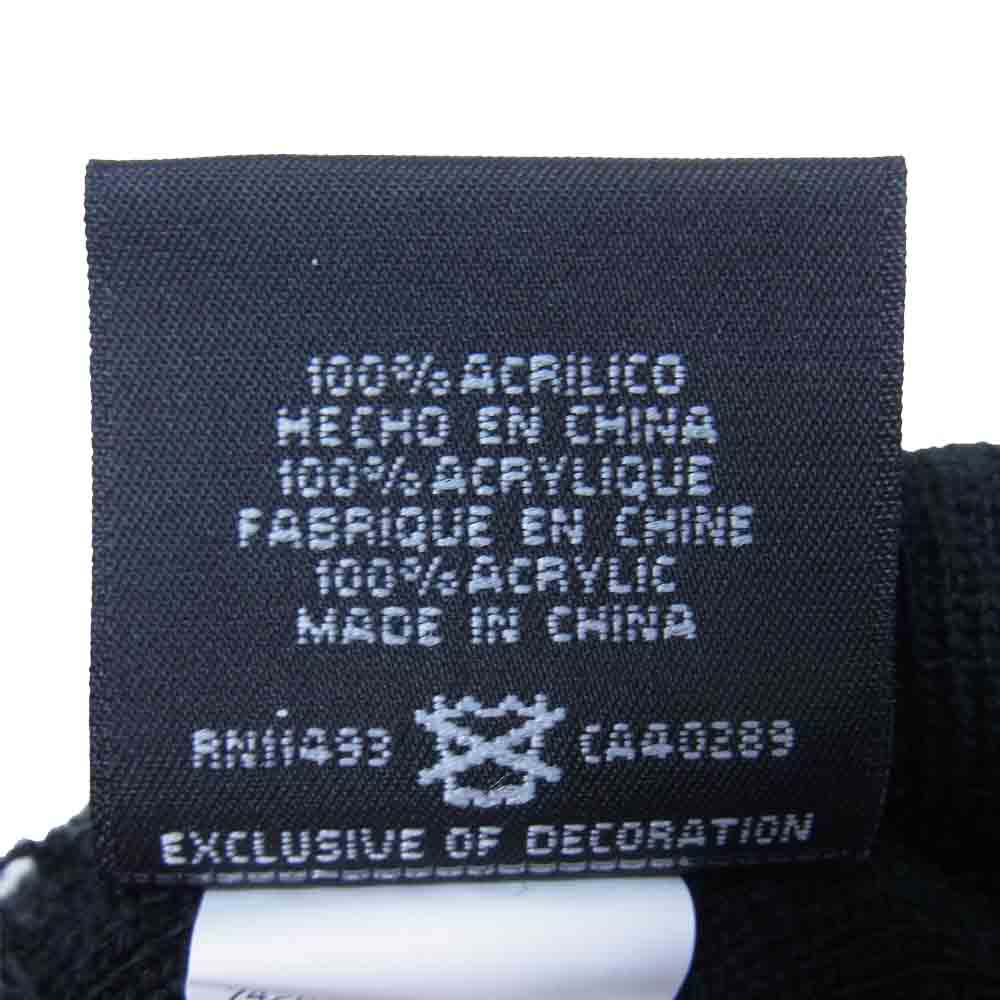 100% ACRILICO
HECHO EN CHINA
100% ACRYLIQUE
FABRIQUE EN CHINE
100% ACRYLIC
MADE IN CHINA
RN11493 CA40289
EXCLUSIVE OF DECORATION